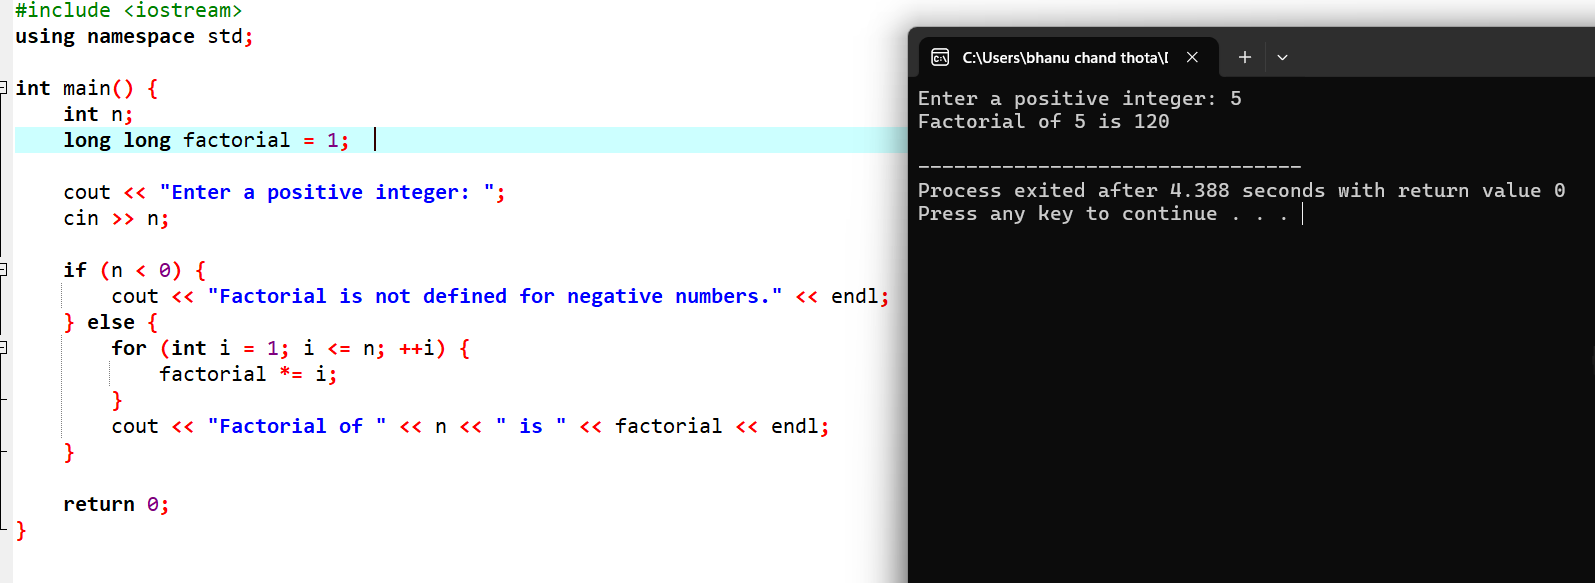 #include <iostream>
using namespace std;
int main() {
    int n;
    long long factorial = 1;
    cout << "Enter a positive integer: ";
    cin >> n;
    if (n < 0) {
        cout << "Factorial is not defined for negative numbers." << endl;
    } else {
        for (int i = 1; i <= n; ++i) {
            factorial *= i;
        }
        cout << "Factorial of " << n << " is " << factorial << endl;
    }
    return 0;
}
C:\Users\bhanu chand thota\
Enter a positive integer: 5
Factorial of 5 is 120
--------------------------------
Process exited after 4.388 seconds with return value 0
Press any key to continue . . .